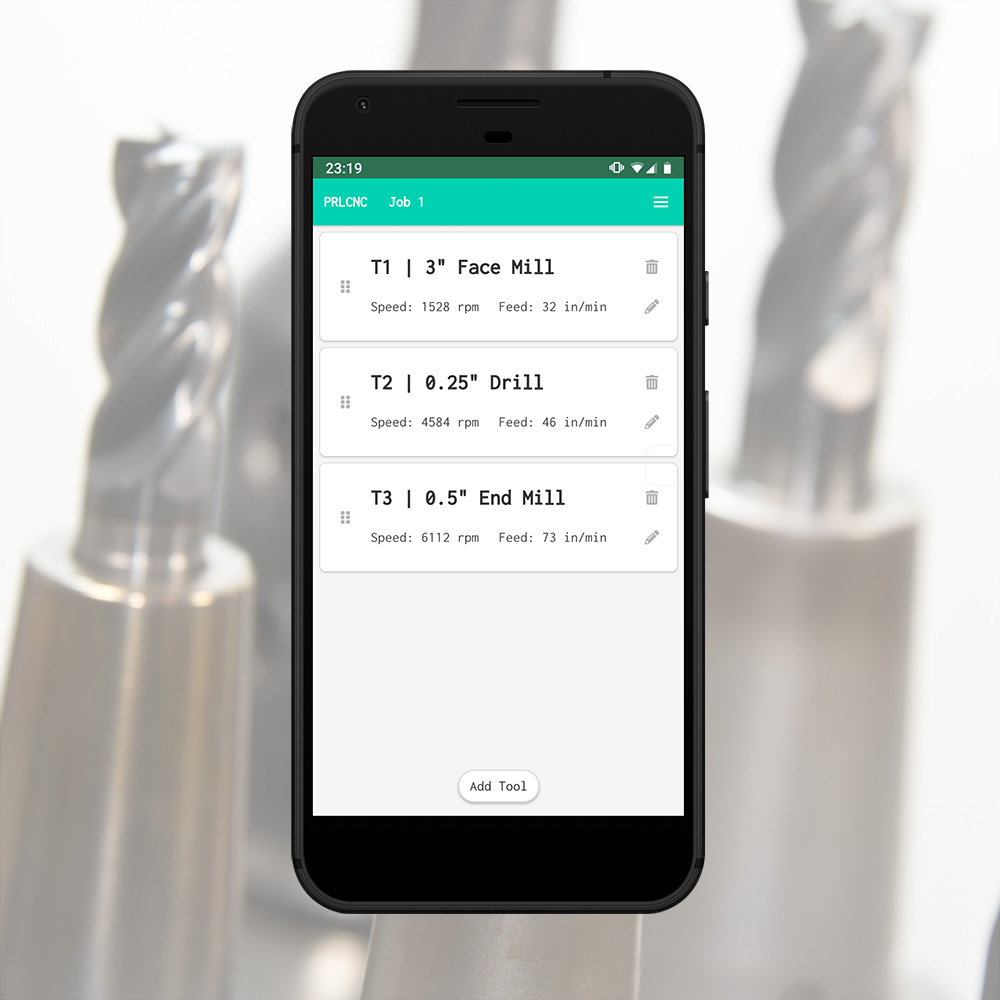 23:19
PRLCNC Job 1
T1 | 3" Face Mill
Speed: 1528 rpm Feed: 32 in/min
T2 | 0.25" Drill
Speed: 4584 rpm Feed: 46 in/min
T3 | 0.5" End Mill
Speed: 6112 rpm Feed: 73 in/min
Add Tool